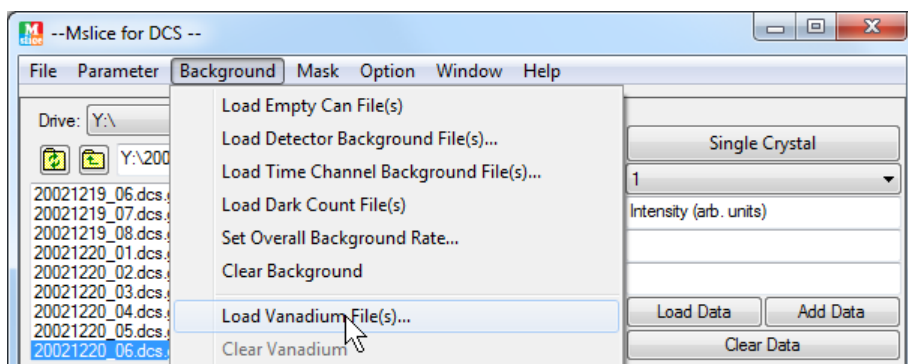 M
slice
--Mslice for DCS --
File Parameter Background Mask Option Window Help
Drive: Y:\
Y:\200
20021219_06.dcs.
20021219_07.dcs.
20021219_08.dcs.
20021220_01.dcs.
20021220_02.dcs.
20021220_03.dcs.
20021220_04.dcs.
20021220_05.dcs.
20021220_06.dcs.
Load Empty Can File(s)
Load Detector Background File(s)...
Load Time Channel Background File(s)...
Load Dark Count File(s)
Set Overall Background Rate...
Clear Background
Load Vanadium File(s)...
Clear Vanadium
Single Crystal
1
Intensity (arb. units)
Load Data Add Data
Clear Data